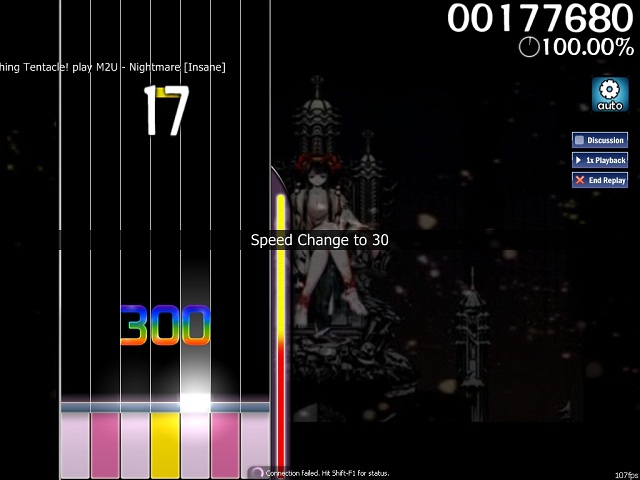 00177680
100.00%
hing Tentacle! play M2U - Nightmare [Insane]
17
auto
Discussion
1x Playback
End Replay
Speed Change to 30
300
Connection failed. Hit Shift-F1 for status.
107fps